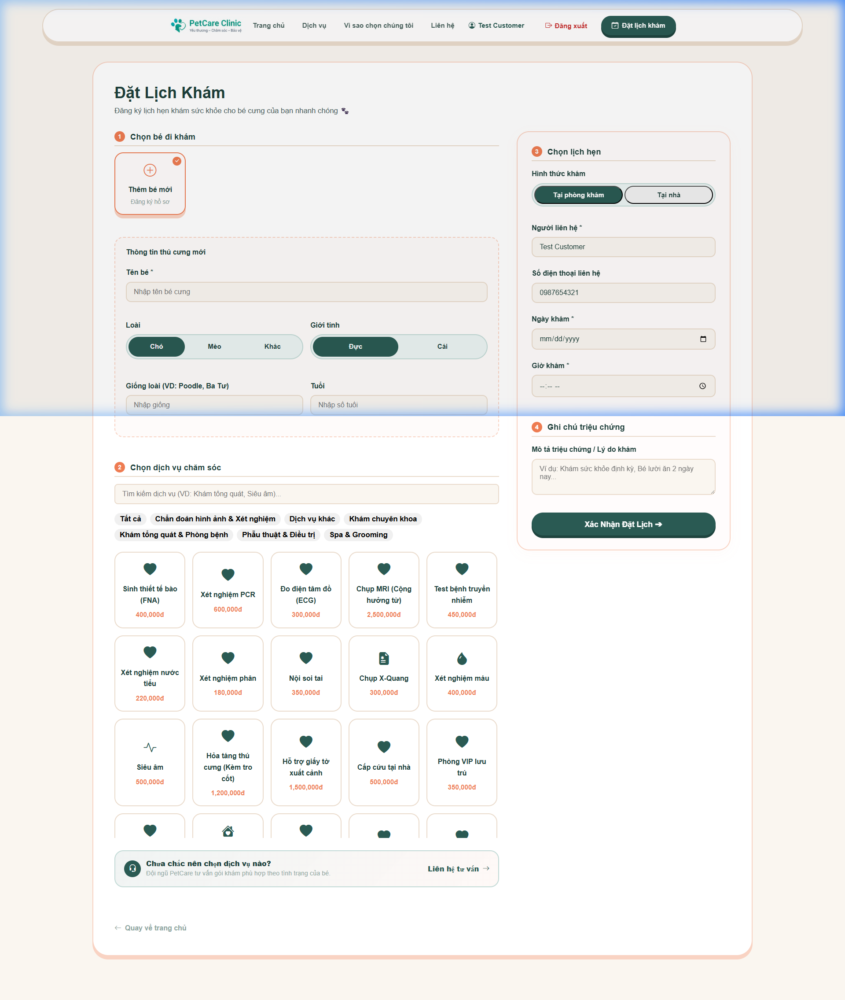 PetCare Clinic
Yêu thương – Chăm sóc – Bảo vệ
Trang chủ
Dịch vụ
Vì sao chọn chúng tôi
Liên hệ
Test Customer
Đăng xuất
Đặt lịch khám
Đặt Lịch Khám
Đăng ký lịch hẹn khám sức khỏe cho bé cưng của bạn nhanh chóng
1 Chọn bé đi khám
Thêm bé mới
Đăng ký hồ sơ
Thông tin thú cưng mới
Tên bé *
Nhập tên bé cưng
Loài
Chó
Mèo
Khác
Giới tính
Đực
Cái
Giống loài (VD: Poodle, Ba Tư)
Nhập giống
Tuổi
Nhập số tuổi
2 Chọn dịch vụ chăm sóc
Tìm kiếm dịch vụ (VD: Khám tổng quát, Siêu âm)...
Tất cả
Chẩn đoán hình ảnh & Xét nghiệm
Dịch vụ khác
Khám chuyên khoa
Khám tổng quát & Phòng bệnh
Phẫu thuật & Điều trị
Spa & Grooming
Sinh thiết tế bào
(FNA)
400,000đ
Xét nghiệm PCR
600,000đ
Đo điện tâm đồ
(ECG)
300,000đ
Chụp MRI (Cộng
hưởng từ)
2,500,000đ
Test bệnh truyền
nhiễm
450,000đ
Xét nghiệm nước
tiểu
220,000đ
Xét nghiệm phân
180,000đ
Nội soi tai
350,000đ
Chụp X-Quang
300,000đ
Xét nghiệm máu
400,000đ
Siêu âm
500,000đ
Hỏa táng thú
cưng (Kèm tro
cốt)
1,200,000đ
Hỗ trợ giấy tờ
xuất cảnh
1,500,000đ
Cấp cứu tại nhà
500,000đ
Phòng VIP lưu
trú
350,000đ
Chưa chắc nên chọn dịch vụ nào?
Đội ngũ PetCare tư vấn gói khám phù hợp theo tình trạng của bé.
Liên hệ tư vấn →
← Quay về trang chủ
3 Chọn lịch hẹn
Hình thức khám
Tại phòng khám
Tại nhà
Người liên hệ *
Test Customer
Số điện thoại liên hệ
0987654321
Ngày khám *
mm/dd/yyyy
Giờ khám *
--:-- --
4 Ghi chú triệu chứng
Mô tả triệu chứng / Lý do khám
Ví dụ: Khám sức khỏe định kỳ, Bé lười ăn 2 ngày
nay...
Xác Nhận Đặt Lịch ➔